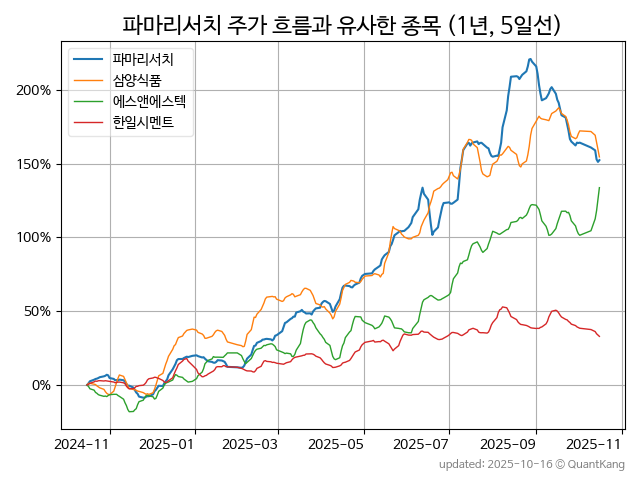 파마리서치 주가 흐름과 유사한 종목 (1년, 5일선)
파마리서치
삼양식품
에스앤에스텍
한일시멘트
200%
150%
100%
50%
0%
2024-11 2025-01 2025-03 2025-05 2025-07 2025-09 2025-11
updated: 2025-10-16 © QuantKang